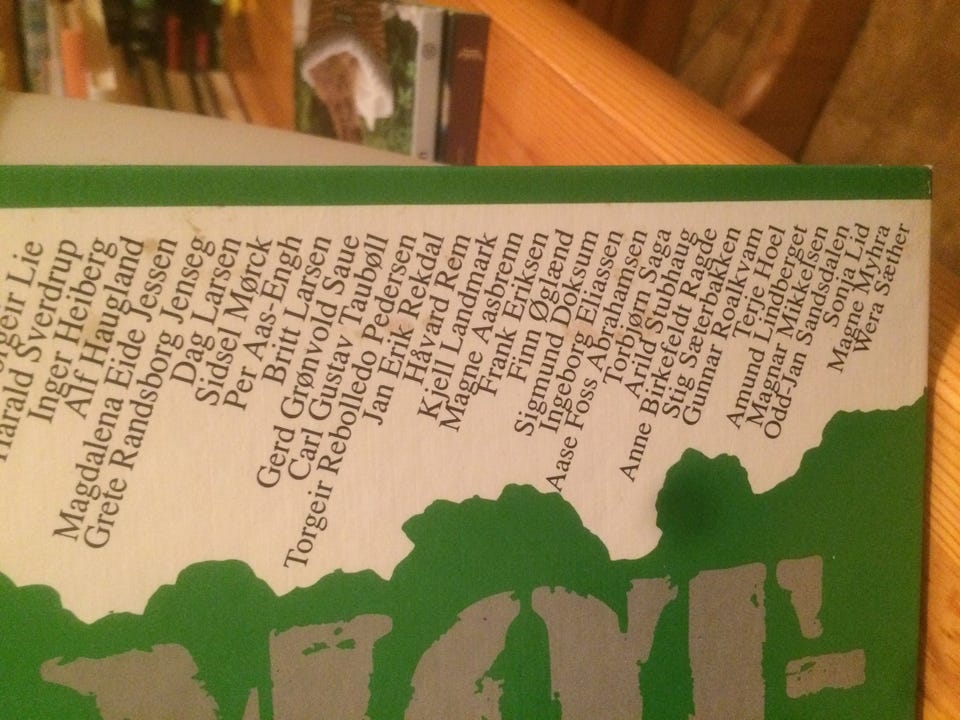 Lie
Harald Sverdrup
Inger Heiberg
Alf Haugland
Magdalena Eide Jessen
Grete Randsborg Jenseg
Dag Larsen
Sidsel Mørck
Per Aas-Engh
Britt Larsen
Gerd Grønvold Saue
Carl Gustav Taubøll
Torgeir Rebolledo Pedersen
Jan Erik Rekdal
Håvard Rem
Kjell Landmark
Magne Aasbrenn
Frank Eriksen
Finn Øglænd
Sigmund Doksum
Ingeborg Eliassen
Aase Foss Abrahamsen
Torbjørn Saga
Arild Stubhaug
Anne Birkefeldt Ragde
Stig Sæterbakken
Gunnar Roalkvam
Terje Hoel
Amund Lindberget
Magnar Mikkelsen
Odd-Jan Sandsdalen
Sonja Lid
Magne Myhra
Wera Sæther